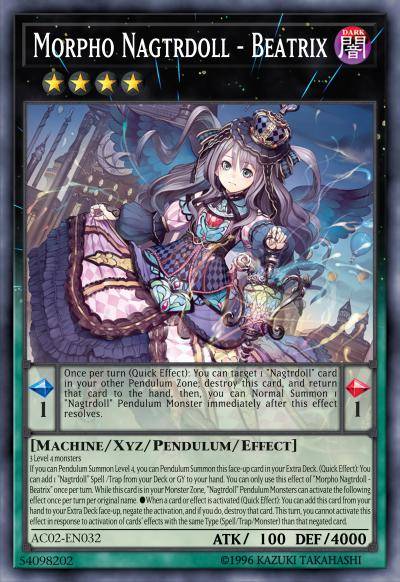 MORPHO NAGTRDOLL - BEATRIX
DARK
闇
Once per turn (Quick Effect): You can target 1 "Nagtrdoll" card
in your other Pendulum Zone, destroy this card, and return
that card to the hand, then, you can Normal Summon 1
"Nagtrdoll" Pendulum Monster immediately after this effect
resolves.
1
1
[MACHINE/XYZ/PENDULUM/EFFECT]
3 Level 4 monsters
If you can Pendulum Summon Level 4, you can Pendulum Summon this face-up card in your Extra Deck. (Quick Effect): You
can add 1 "Nagtrdoll" Spell /Trap from your Deck or GY to your hand. You can only use this effect of "Morpho Nagtrdoll -
Beatrix" once per turn. While this card in your Monster Zone, "Nagtrdoll" Pendulum Monsters can activate the following
effect once per turn per original name. ●When a card or effect is activated (Quick Effect): You can add this card from your
hand to your Extra Deck face-up, negate the activation, and if you do, destroy that card. This turn, you cannot activate this
effect in response to activation of cards' effects with the same Type (Spell/Trap/Monster) than that negated card.
AC02-EN032
ATK/ 100 DEF/4000
54098202
©1996 KAZUKI TAKAHASHI